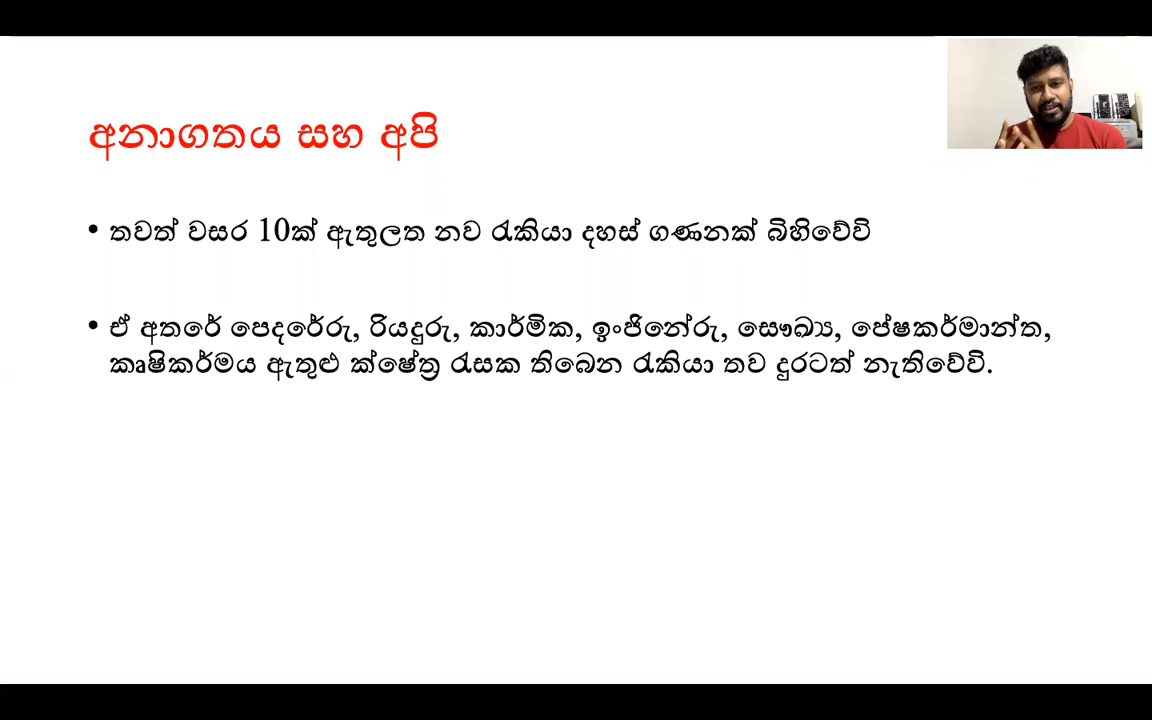 අනාගතය සහ අපි
• තවත් වසර 10ක් ඇතුලත නව රැකියා දහස් ගණනක් බිහිවේවි
• ඒ අතරේ පෙදරේරු, රියදුරු, කාර්මික, ඉංජිනේරු, සෞඛ්‍ය, පේෂකර්මාන්ත,
කෘෂිකර්මය ඇතුළු ක්ෂේත්‍ර රැසක තිබෙන රැකියා තව දුරටත් නැතිවේවි.